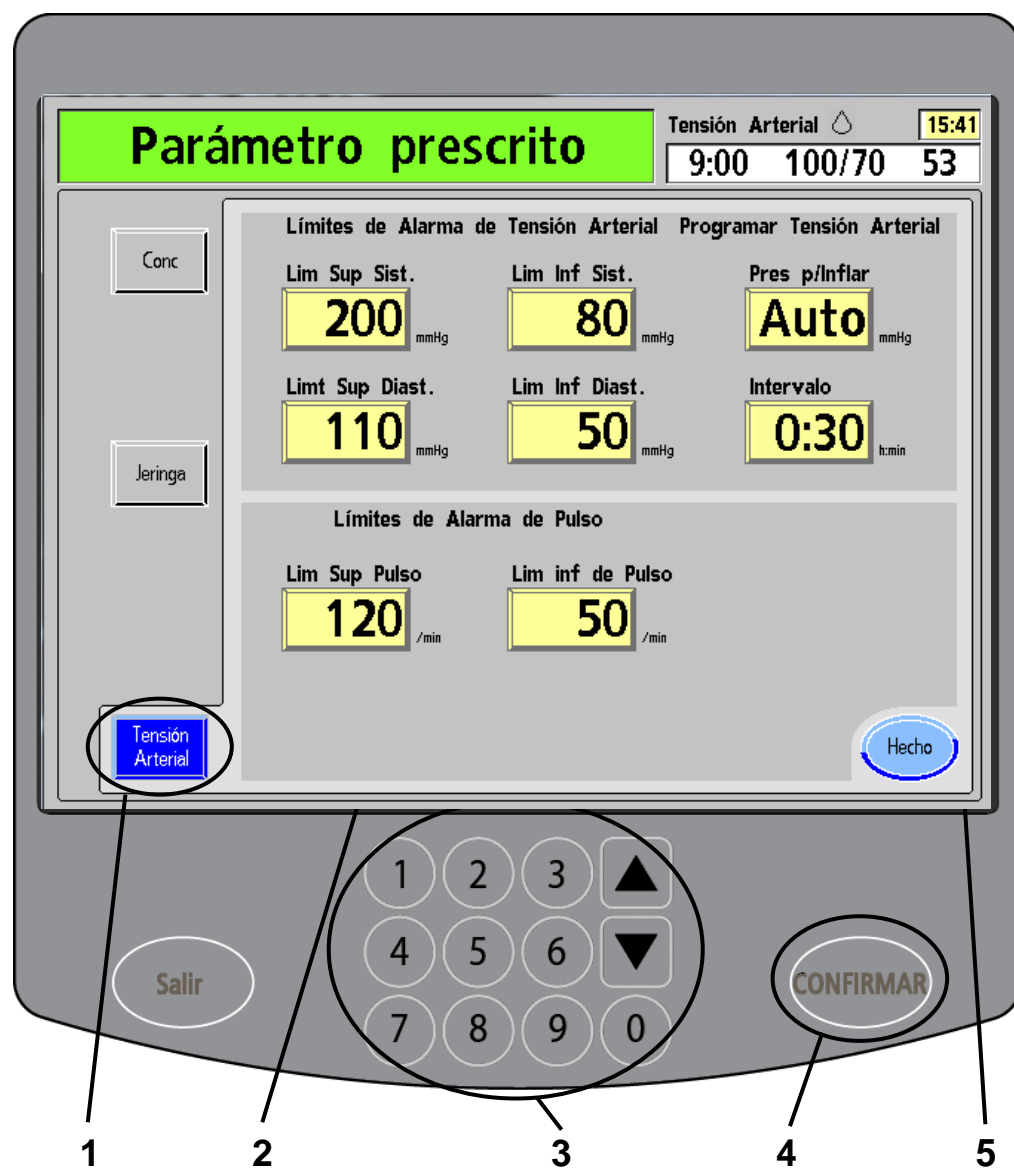 Parámetro prescrito
Tensión Arterial 15:41
9:00 100/70 53
Conc
Jeringa
Tensión
Arterial
Límites de Alarma de Tensión Arterial Programar Tensión Arterial
Lim Sup Sist. Lim Inf Sist. Pres p/Inflar
200 mmHg 80 mmHg Auto mmHg
Limt Sup Diast. Lim Inf Diast. Intervalo
110 mmHg 50 mmHg 0:30 h:min
Límites de Alarma de Pulso
Lim Sup Pulso Lim inf de Pulso
120 /min 50 /min
Hecho
1 2 3
4 5 6
7 8 9 0
Salir
CONFIRMAR
1 2 3 4 5